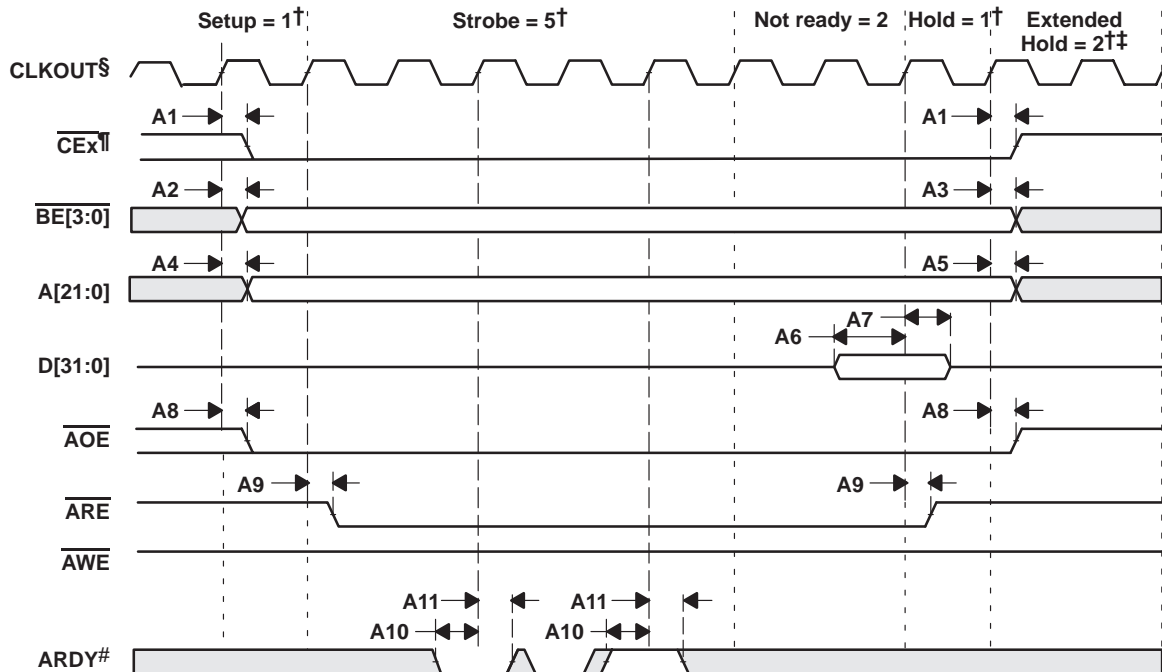 Setup = 1† Strobe = 5† Not ready = 2 Hold = 1† Extended
Hold = 2†‡
CLKOUT§
A1 A1
CEx¶
A2 A3
BE[3:0]
A4 A5
A[21:0]
A7
A6
D[31:0]
A8 A8
AOE
A9 A9
ARE
AWE
A11 A11
A10 A10
ARDY#